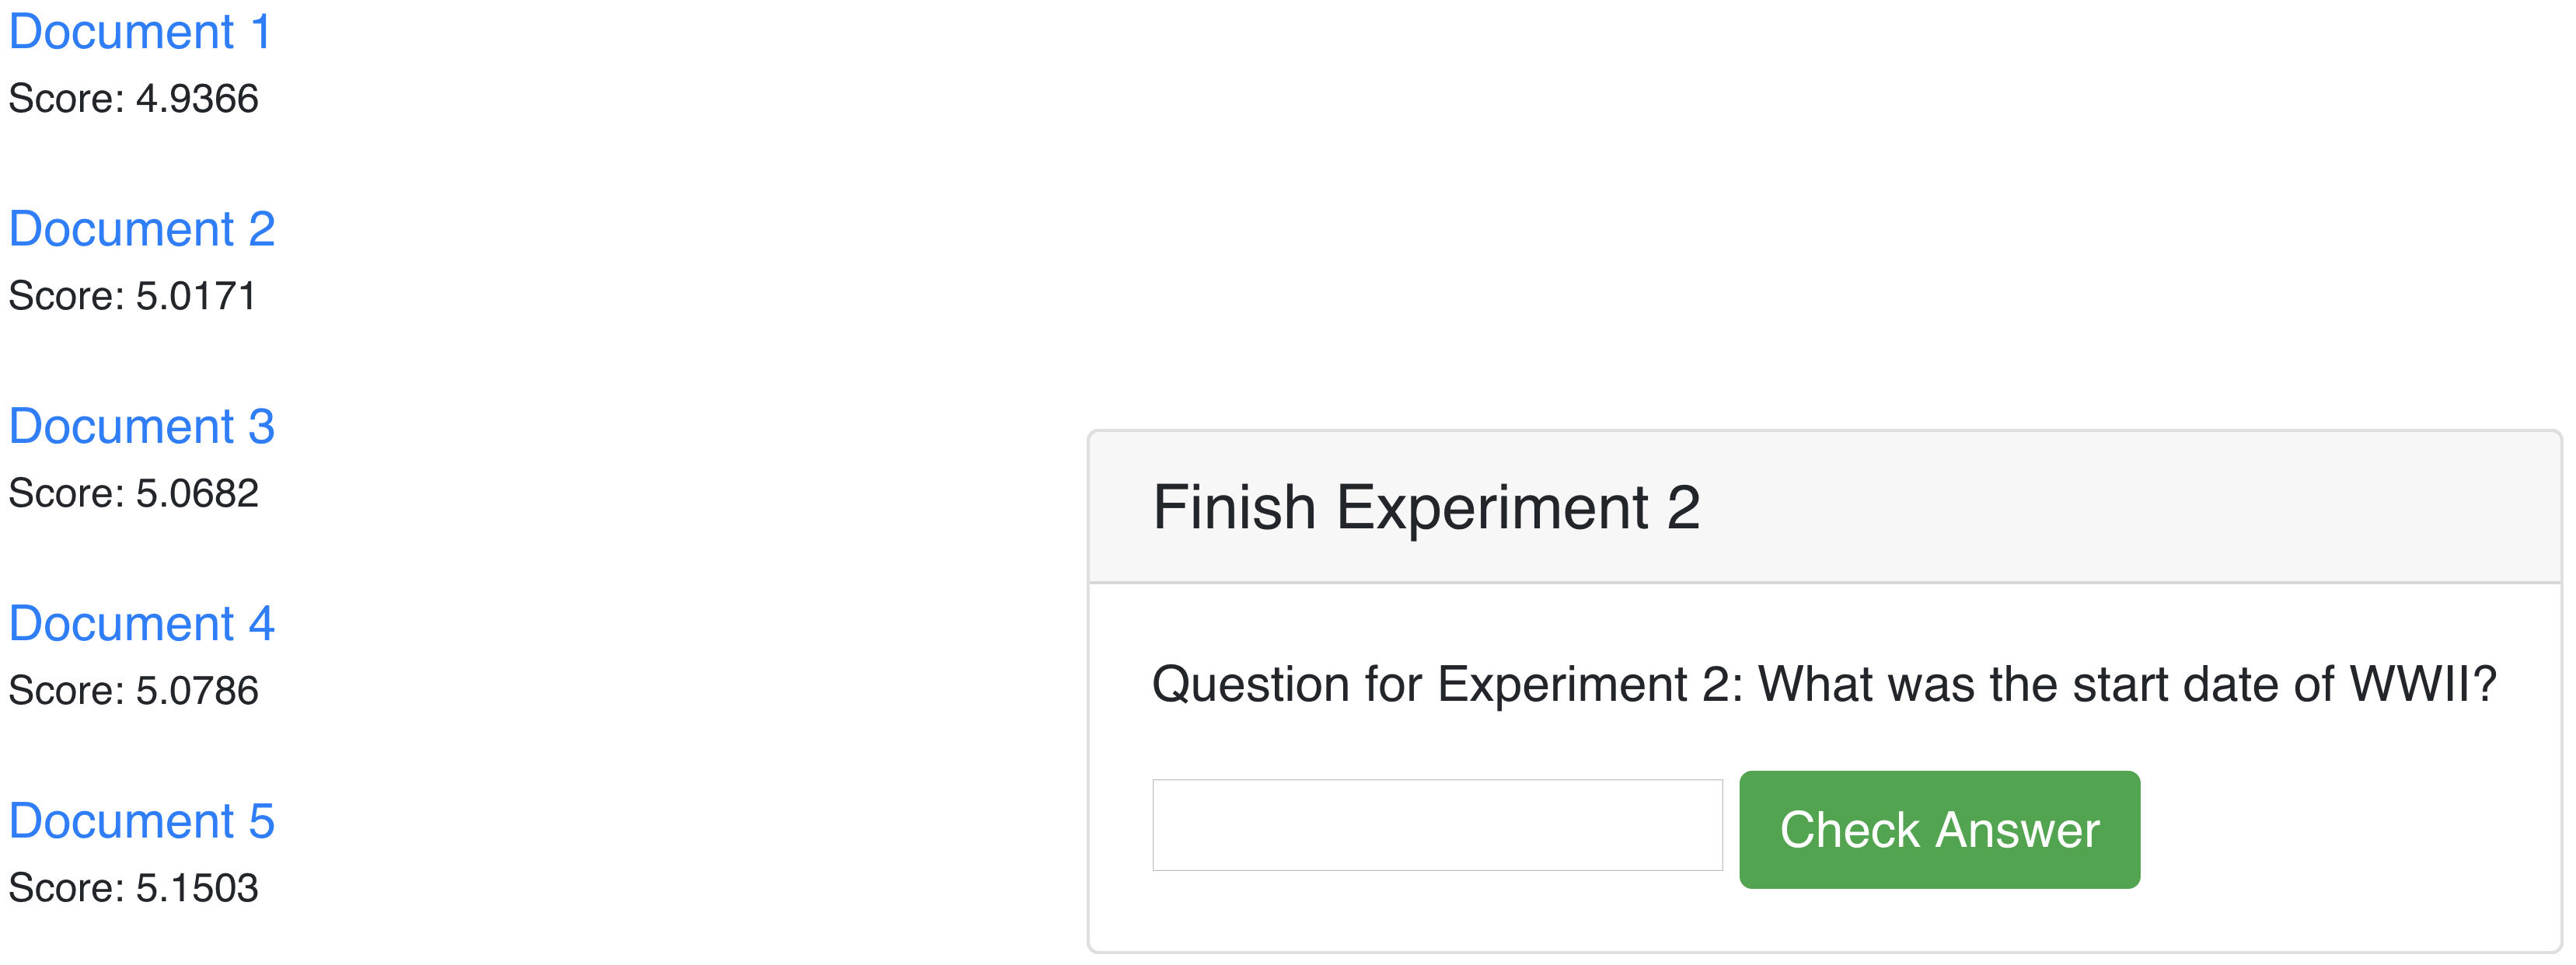 Document 1
Score: 4.9366
Document 2
Score: 5.0171
Document 3
Score: 5.0682
Document 4
Score: 5.0786
Document 5
Score: 5.1503
Finish Experiment 2
Question for Experiment 2: What was the start date of WWII?
Check Answer